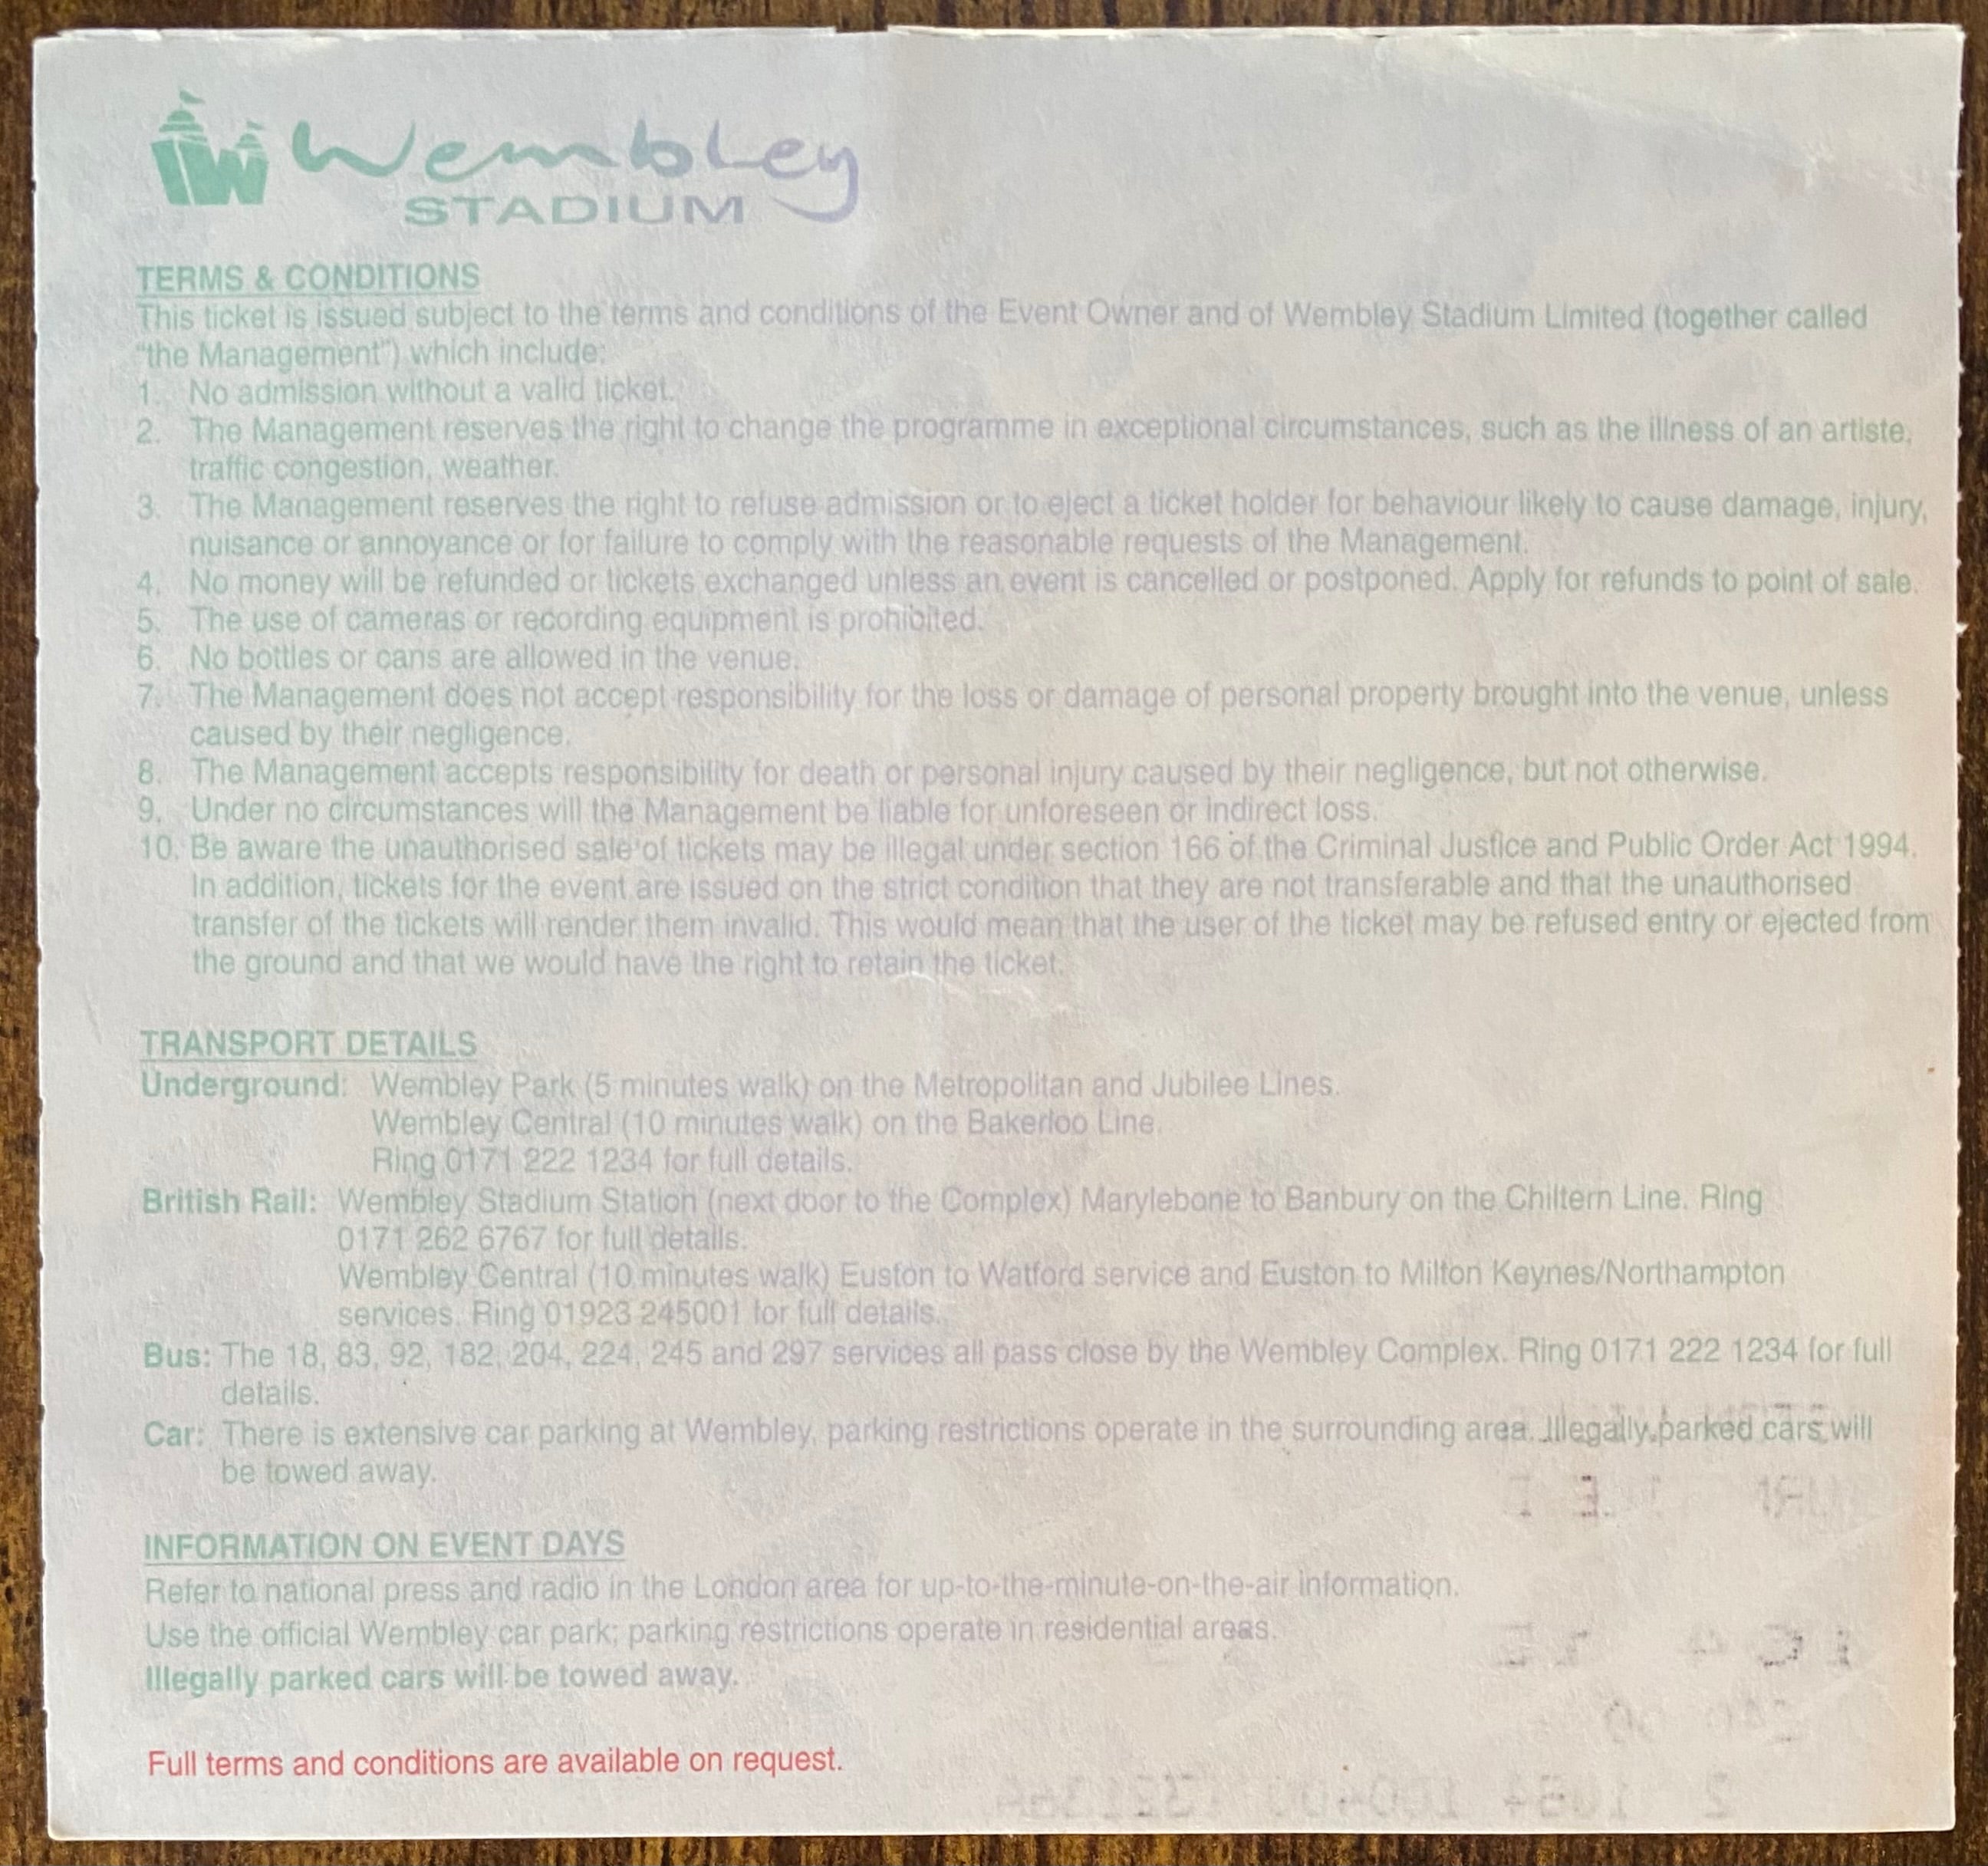 Wembley
STADIUM
TERMS & CONDITIONS
This ticket is issued subject to the terms and conditions of the Event Owner and of Wembley Stadium Limited (together called
"the Management") which include:
1. No admission without a valid ticket.
2. The Management reserves the right to change the programme in exceptional circumstances, such as the illness of an artiste,
traffic congestion, weather.
3. The Management reserves the right to refuse admission or to eject a ticket holder for behaviour likely to cause damage, injury,
nuisance or annoyance or for failure to comply with the reasonable requests of the Management.
4. No money will be refunded or tickets exchanged unless an event is cancelled or postponed. Apply for refunds to point of sale.
5. The use of cameras or recording equipment is prohibited.
6. No bottles or cans are allowed in the venue.
7. The Management does not accept responsibility for the loss or damage of personal property brought into the venue, unless
caused by their negligence.
8. The Management accepts responsibility for death or personal injury caused by their negligence, but not otherwise.
9. Under no circumstances will the Management be liable for unforeseen or indirect loss.
10. Be aware the unauthorised sale of tickets may be illegal under section 166 of the Criminal Justice and Public Order Act 1994.
In addition, tickets for the event are issued on the strict condition that they are not transferable and that the unauthorised
transfer of the tickets will render them invalid. This would mean that the user of the ticket may be refused entry or ejected from
the ground and that we would have the right to retain the ticket.
TRANSPORT DETAILS
Underground: Wembley Park (5 minutes walk) on the Metropolitan and Jubilee Lines.
Wembley Central (10 minutes walk) on the Bakerloo Line.
Ring 0171 222 1234 for full details.
British Rail: Wembley Stadium Station (next door to the Complex) Marylebone to Banbury on the Chiltern Line. Ring
0171 262 6767 for full details.
Wembley Central (10 minutes walk) Euston to Watford service and Euston to Milton Keynes/Northampton
services. Ring 01923 245001 for full details.
Bus: The 18, 83, 92, 182, 204, 224, 245 and 297 services all pass close by the Wembley Complex. Ring 0171 222 1234 for full
details.
Car: There is extensive car parking at Wembley, parking restrictions operate in the surrounding area. Illegally parked cars will
be towed away.
INFORMATION ON EVENT DAYS
Refer to national press and radio in the London area for up-to-the-minute-on-the-air information.
Use the official Wembley car park; parking restrictions operate in residential areas.
Illegally parked cars will be towed away.
Full terms and conditions are available on request.